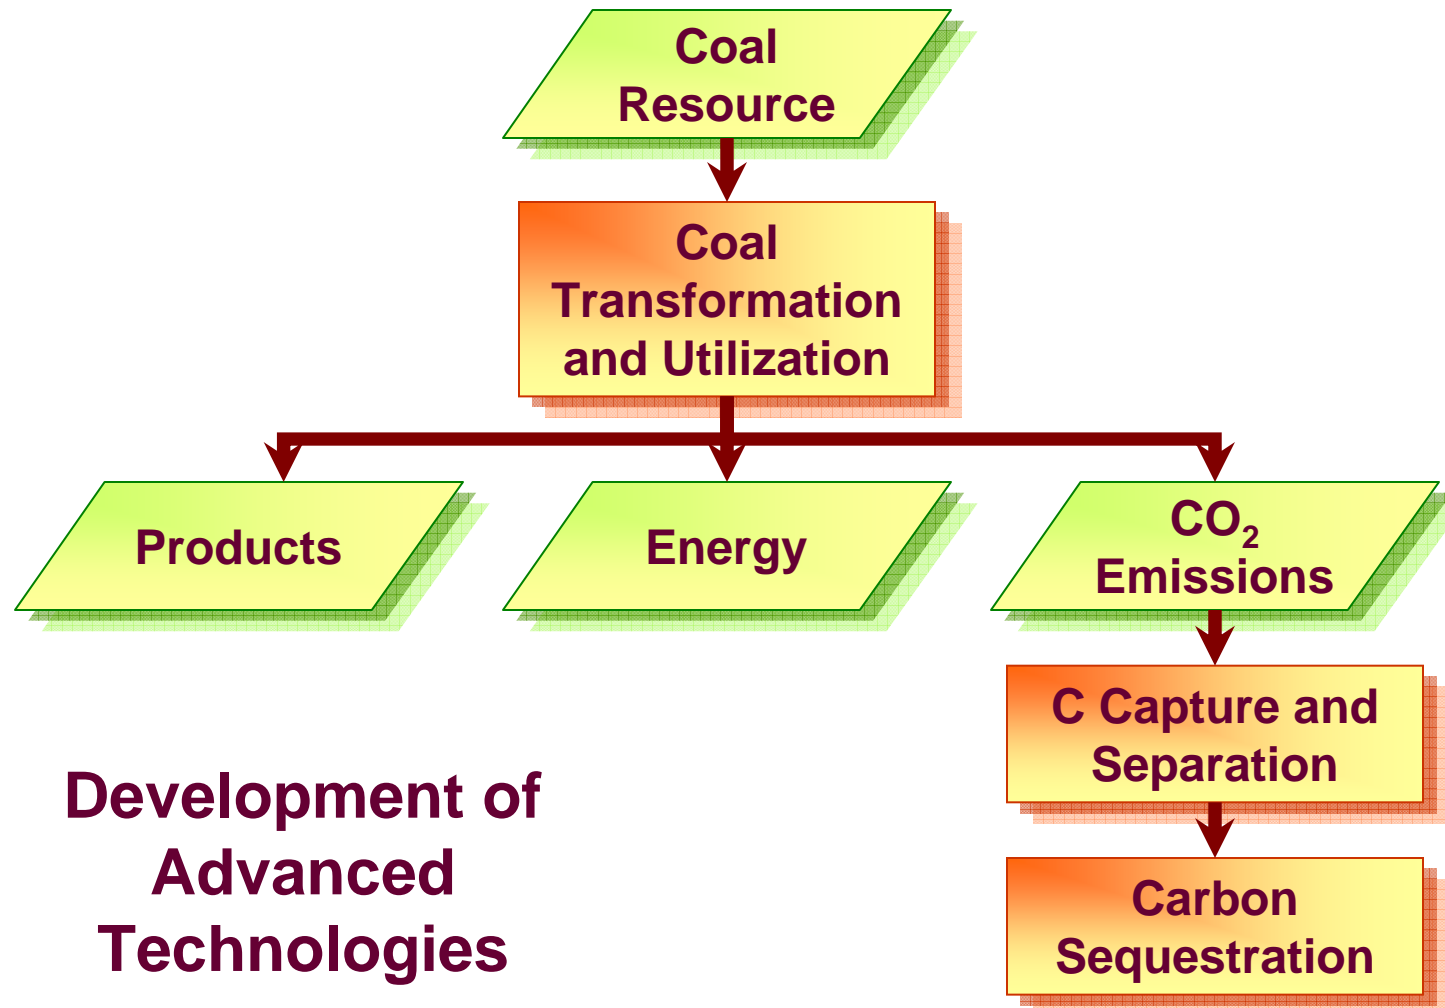 Coal
Resource
Coal
Transformation
and Utilization
Products
Energy
CO₂
Emissions
C Capture and
Separation
Carbon
Sequestration
Development of
Advanced
Technologies